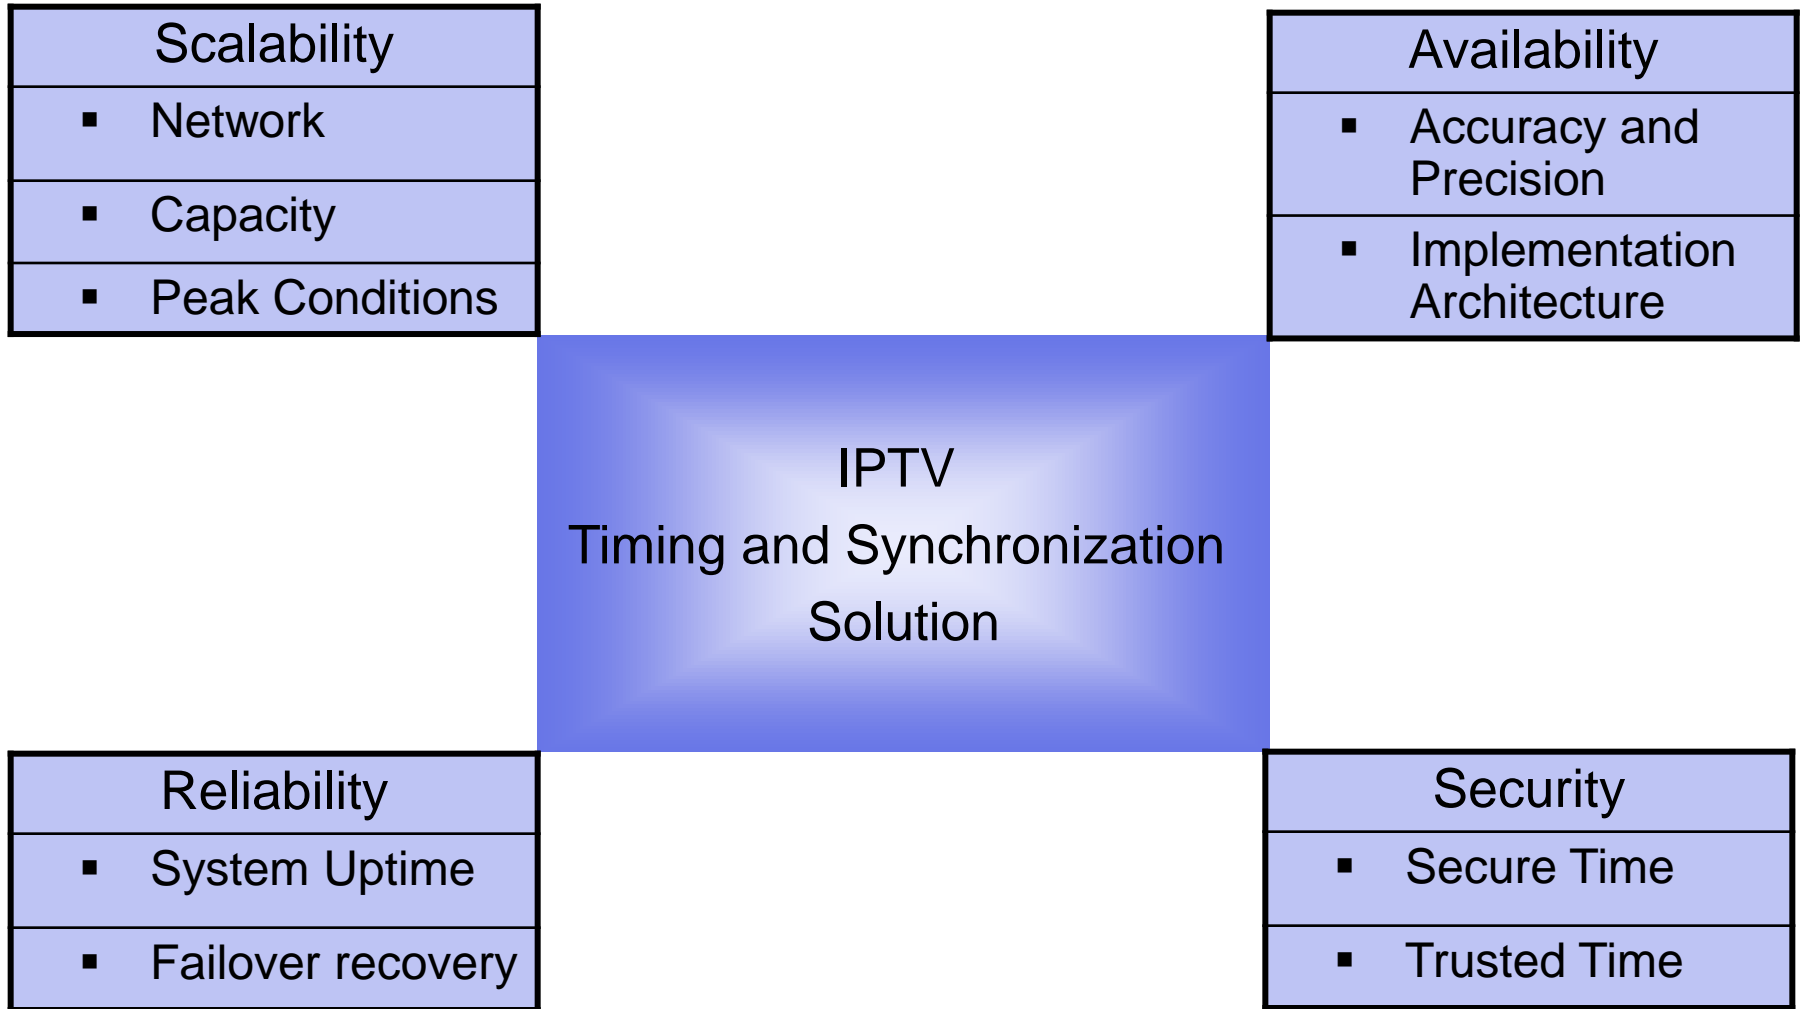 Scalability
▪ Network
▪ Capacity
▪ Peak Conditions
Availability
▪ Accuracy and
Precision
▪ Implementation
Architecture
IPTV
Timing and Synchronization
Solution
Reliability
▪ System Uptime
▪ Failover recovery
Security
▪ Secure Time
▪ Trusted Time